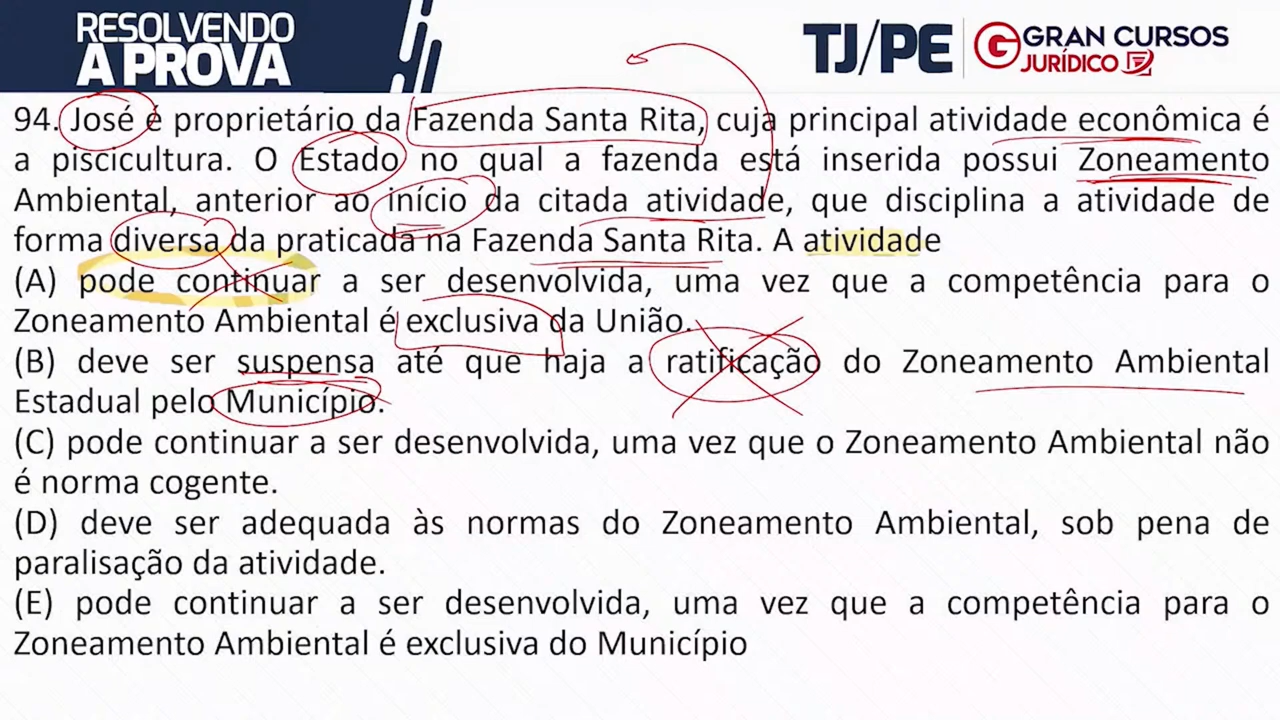 RESOLVENDO
A PROVA
TJ/PE
GRAN CURSOS
JURÍDICO
94. José é proprietário da Fazenda Santa Rita, cuja principal atividade econômica é
a piscicultura. O Estado no qual a fazenda está inserida possui Zoneamento
Ambiental, anterior ao início da citada atividade, que disciplina a atividade de
forma diversa da praticada na Fazenda Santa Rita. A atividade
(A) pode continuar a ser desenvolvida, uma vez que a competência para o
Zoneamento Ambiental é exclusiva da União.
(B) deve ser suspensa até que haja a ratificação do Zoneamento Ambiental
Estadual pelo Município.
(C) pode continuar a ser desenvolvida, uma vez que o Zoneamento Ambiental não
é norma cogente.
(D) deve ser adequada às normas do Zoneamento Ambiental, sob pena de
paralisação da atividade.
(E) pode continuar a ser desenvolvida, uma vez que a competência para o
Zoneamento Ambiental é exclusiva do Município